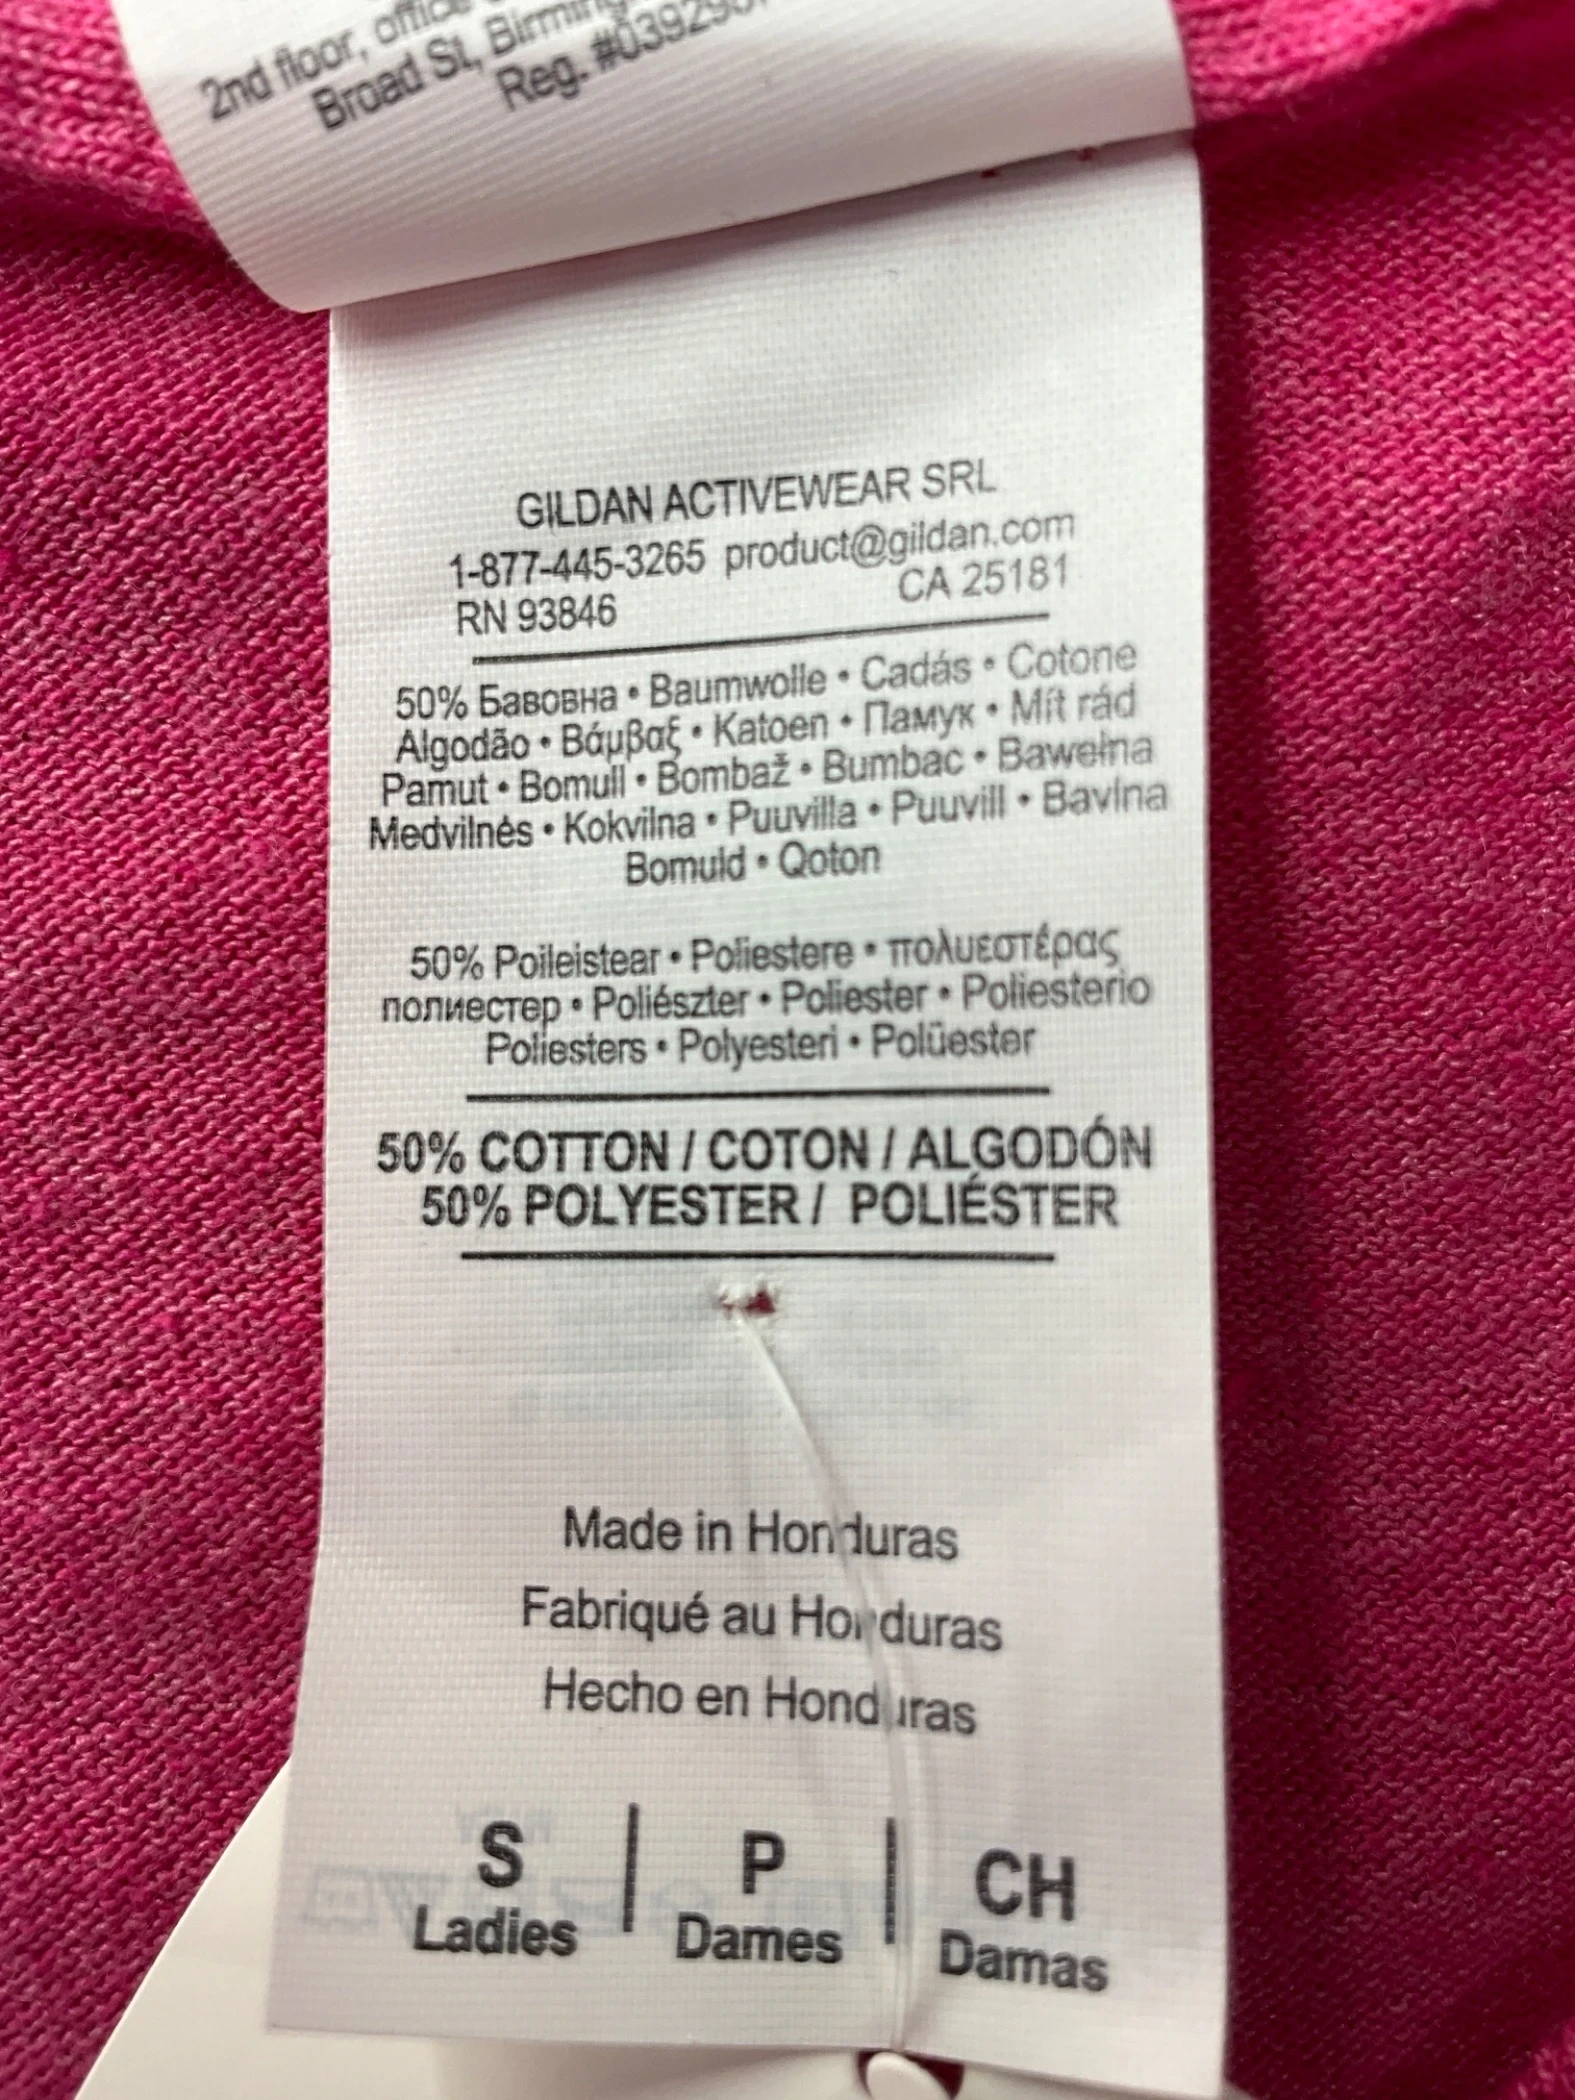 2nd floor, office
Broad St, Birming
Reg. #039298
GILDAN ACTIVEWEAR SRL
1-877-445-3265 product@gildan.com
RN 93846 CA 25181
50% Бавовна • Baumwolle • Cadás • Cotone
Algodão • Βάμβαξ • Katoen • Памук • Mít rád
Pamut • Bomull • Bombaž • Bumbac • Bawełna
Medvilnės • Kokvilna • Puuvilla • Puuvill • Bavlna
Bomuld • Qoton
50% Poileistear • Poliestere • πολυεστέρας
полиестер • Poliészter • Poliester • Poliesterio
Poliesters • Polyesteri • Polüester
50% COTTON / COTON / ALGODÓN
50% POLYESTER / POLIÉSTER
Made in Honduras
Fabriqué au Honduras
Hecho en Honduras
S | P | CH
Ladies Dames Damas